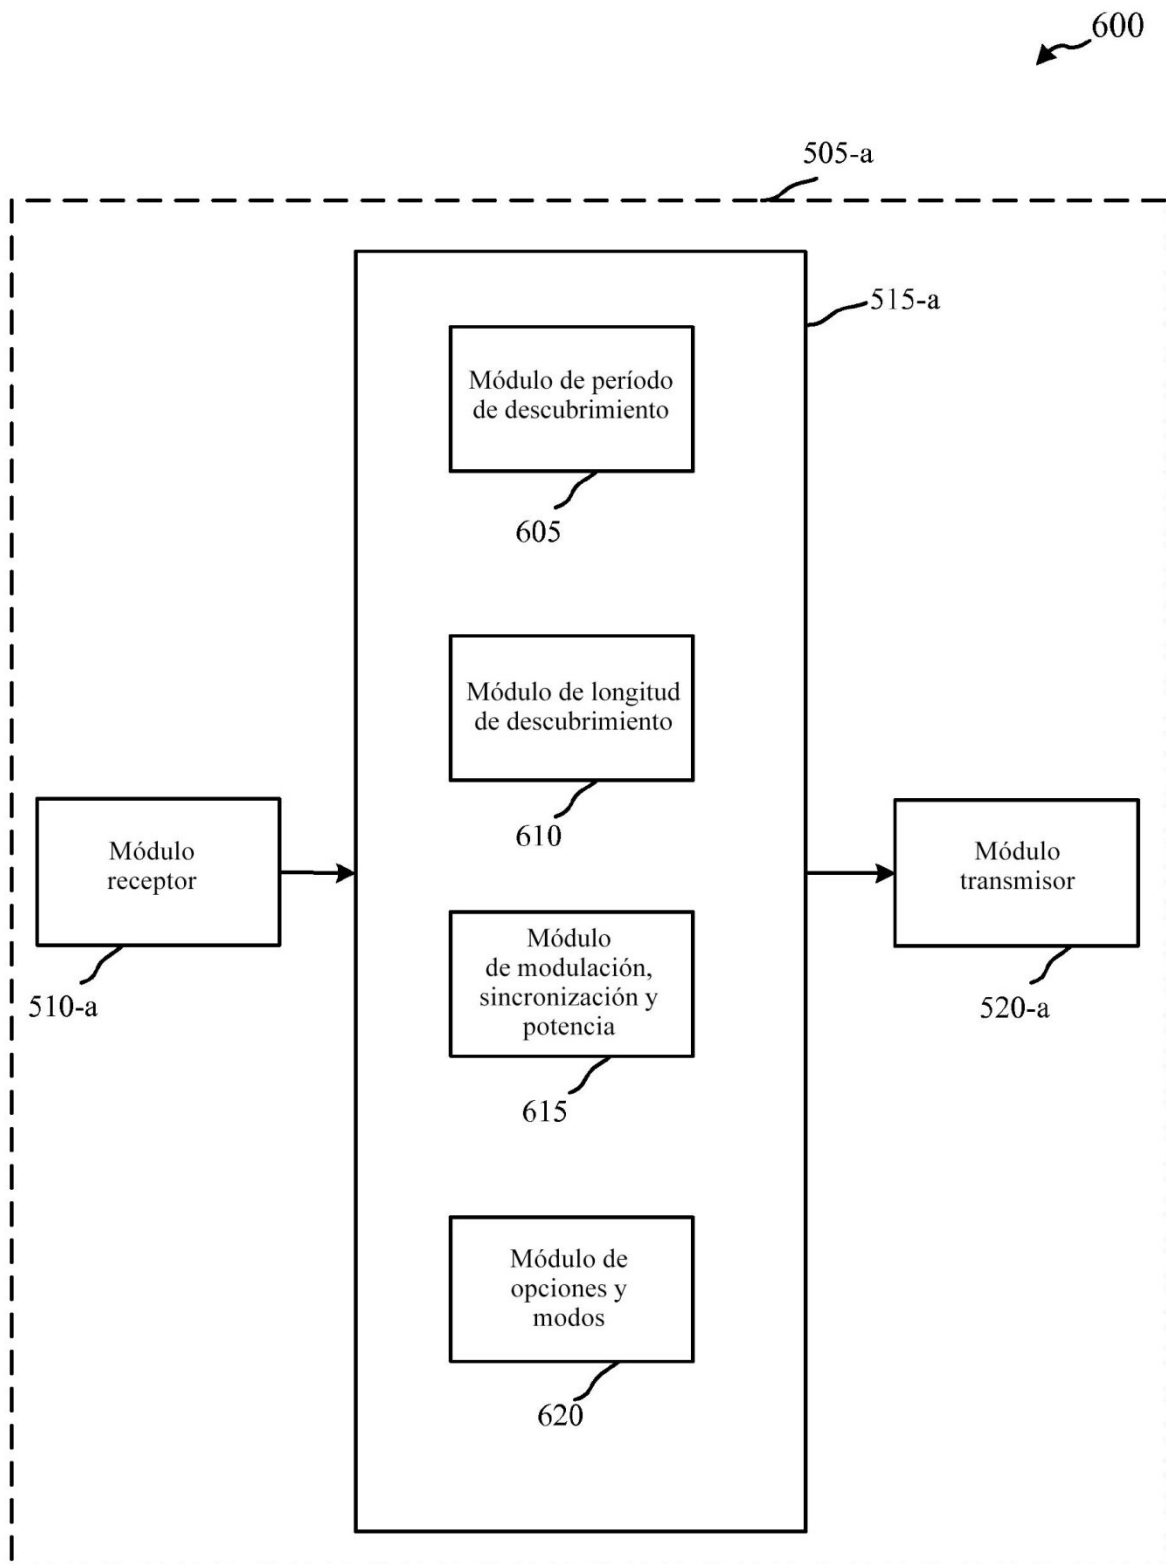 600
505-a
515-a
Módulo de período
de descubrimiento
605
Módulo de longitud
de descubrimiento
610
Módulo
receptor
510-a
Módulo
de modulación,
sincronización y
potencia
615
Módulo
transmisor
520-a
Módulo de
opciones y
modos
620